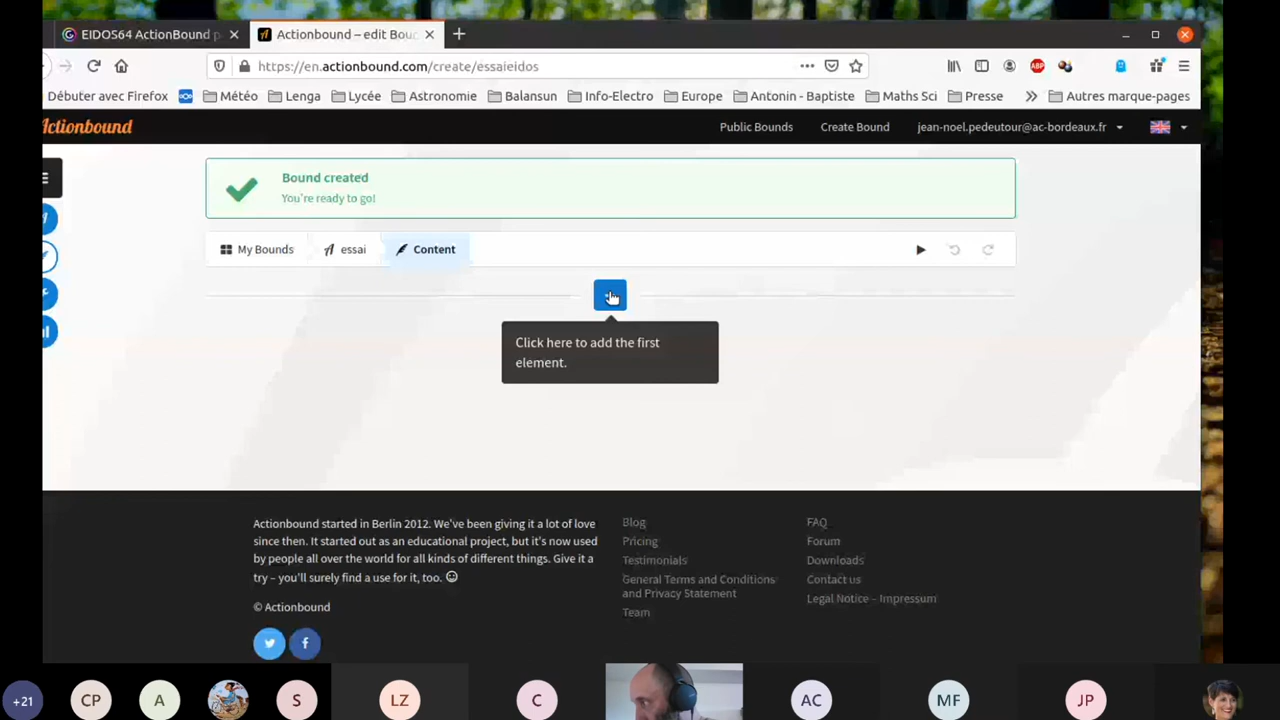 EIDOS64 ActionBound p
Actionbound – edit Bou
https://en.actionbound.com/create/essaieidos
ABP
Débuter avec Firefox Météo Lenga Lycée Astronomie Balansun Info-Electro Europe Antonin - Baptiste Maths Sci Presse Autres marque-pages
Actionbound
Public Bounds Create Bound jean-noel.pedeutour@ac-bordeaux.fr
Bound created
You're ready to go!
My Bounds essai Content
Click here to add the first
element.
Actionbound started in Berlin 2012. We've been giving it a lot of love
since then. It started out as an educational project, but it's now used
by people all over the world for all kinds of different things. Give it a
try – you'll surely find a use for it, too.
© Actionbound
Blog
Pricing
Testimonials
General Terms and Conditions
and Privacy Statement
Team
FAQ
Forum
Downloads
Contact us
Legal Notice – Impressum
+21 CP A S LZ C AC MF JP